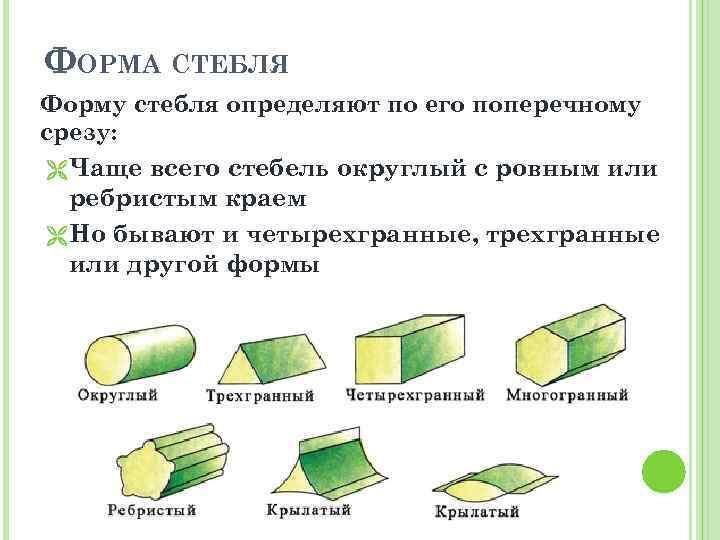 ФОРМА СТЕБЛЯ
Форму стебля определяют по его поперечному
срезу:
Чаще всего стебель округлый с ровным или
ребристым краем
Но бывают и четырехгранные, трехгранные
или другой формы
Округлый Трехгранный Четырехгранный Многогранный
Ребристый Крылатый Крылатый